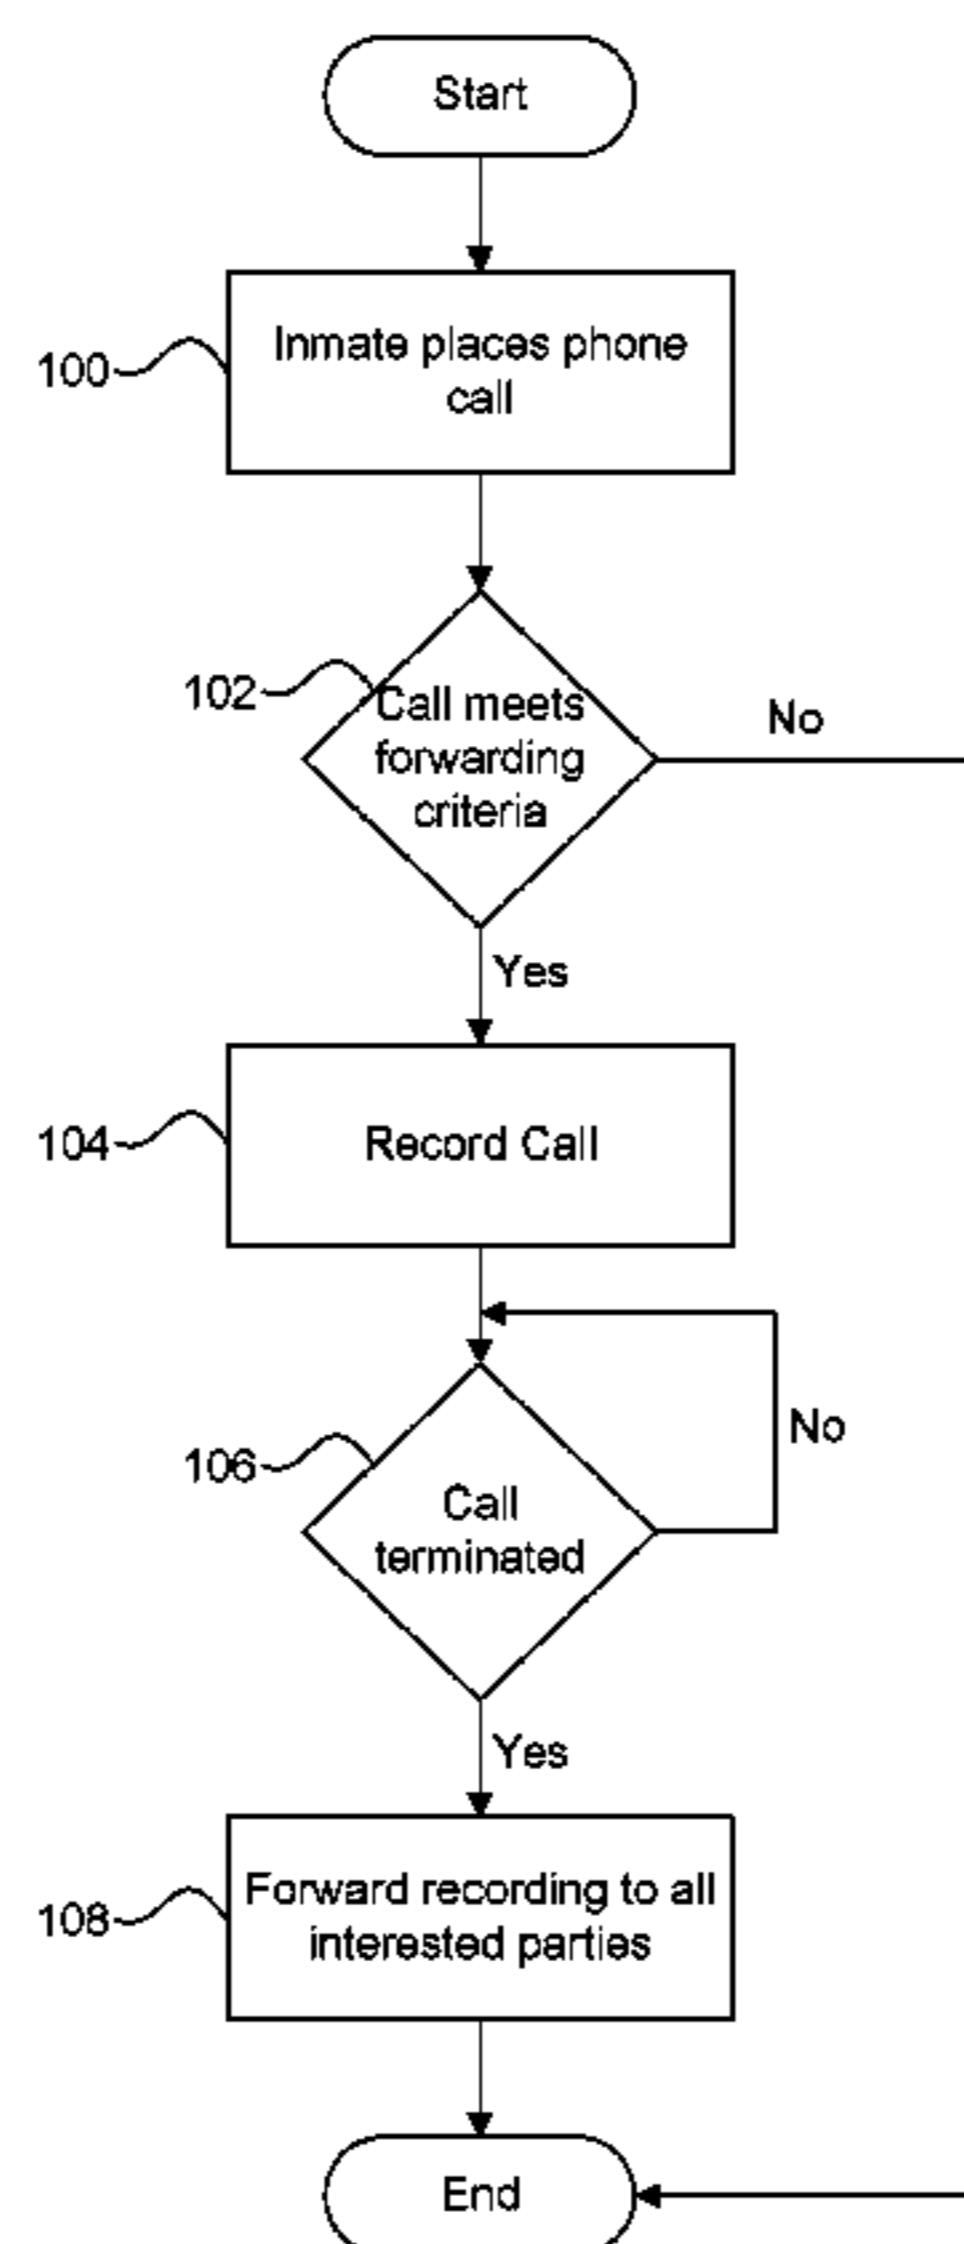 Start
100
Inmate places phone
call
102
Call meets
forwarding
criteria
No
Yes
104
Record Call
106
Call
terminated
No
Yes
108
Forward recording to all
interested parties
End